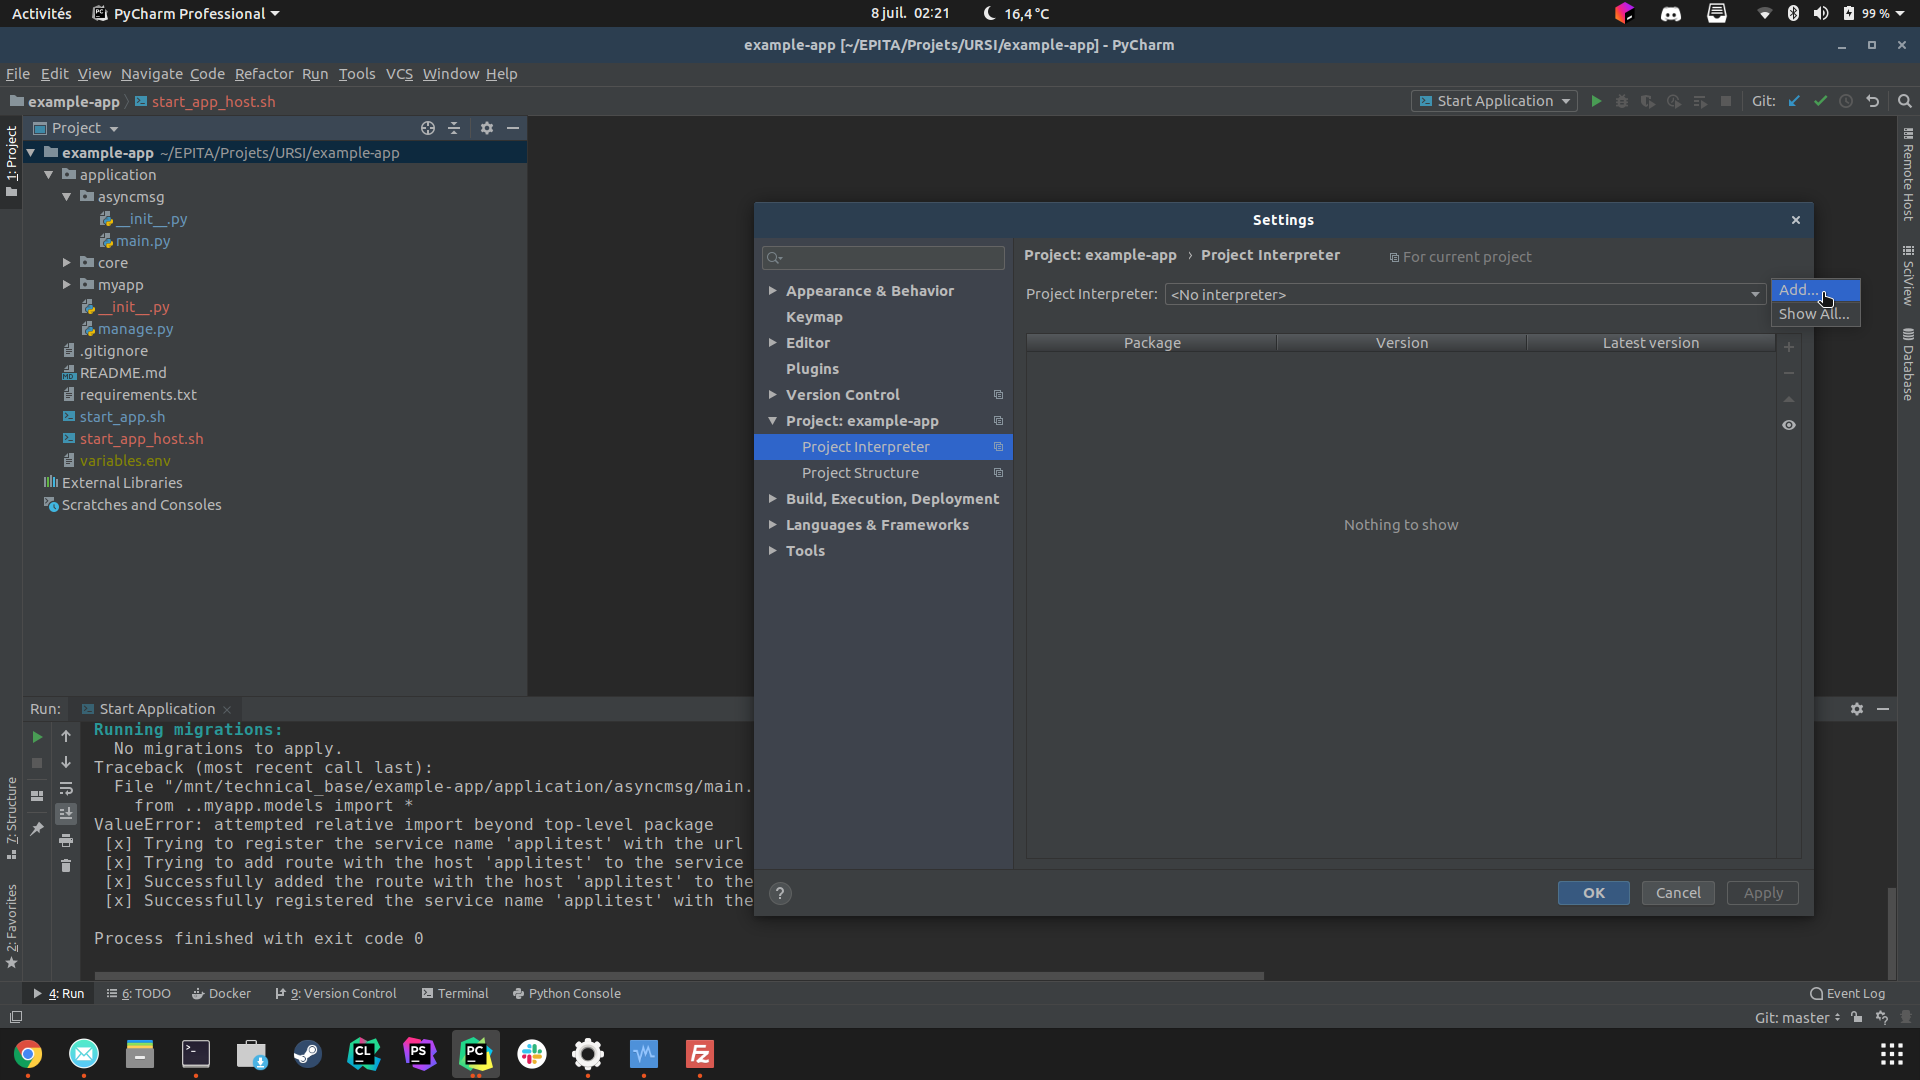 Activités
PyCharm Professional
8 juil. 02:21
16,4 °C
99 %
example-app [~/EPITA/Projets/URSI/example-app] - PyCharm
File Edit View Navigate Code Refactor Run Tools VCS Window Help
example-app
start_app_host.sh
Start Application
Git:
1: Project
Project
example-app ~/EPITA/Projets/URSI/example-app
application
asyncmsg
__init__.py
main.py
core
myapp
__init__.py
manage.py
.gitignore
README.md
requirements.txt
start_app.sh
start_app_host.sh
variables.env
External Libraries
Scratches and Consoles
Settings
Appearance & Behavior
Keymap
Editor
Plugins
Version Control
Project: example-app
Project Interpreter
Project Structure
Build, Execution, Deployment
Languages & Frameworks
Tools
Project: example-app › Project Interpreter
For current project
Project Interpreter: <No interpreter>
Add...
Show All...
Package Version Latest version
Nothing to show
?
OK Cancel Apply
Remote Host
SciView
Database
7: Structure
2: Favorites
Run: Start Application
Running migrations:
No migrations to apply.
Traceback (most recent call last):
File "/mnt/technical_base/example-app/application/asyncmsg/main.
from ..myapp.models import *
ValueError: attempted relative import beyond top-level package
[x] Trying to register the service name 'applitest' with the url
[x] Trying to add route with the host 'applitest' to the service
[x] Successfully added the route with the host 'applitest' to the
[x] Successfully registered the service name 'applitest' with the
Process finished with exit code 0
4: Run 6: TODO Docker 9: Version Control Terminal Python Console
Event Log
Git: master
CL
PS
PC
Fz